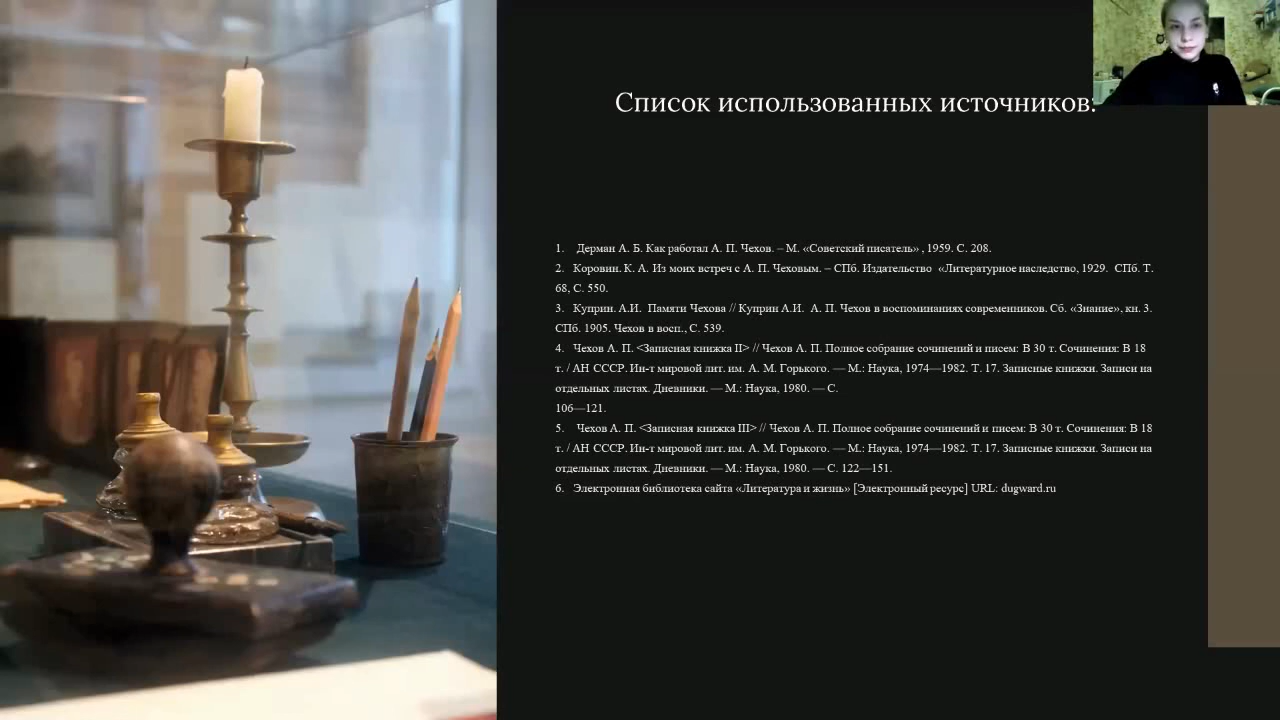 Список использованных источников:
1. Дерман А. Б. Как работал А. П. Чехов. – М. «Советский писатель» , 1959. С. 208.
2. Коровин. К. А. Из моих встреч с А. П. Чеховым. – СПб. Издательство «Литературное наследство, 1929. СПб. Т.
68, С. 550.
3. Куприн. А.И. Памяти Чехова // Куприн А.И. А. П. Чехов в воспоминаниях современников. Сб. «Знание», кн. 3.
СПб. 1905. Чехов в восп., С. 539.
4. Чехов А. П. <Записная книжка II> // Чехов А. П. Полное собрание сочинений и писем: В 30 т. Сочинения: В 18
т. / АН СССР. Ин-т мировой лит. им. А. М. Горького. — М.: Наука, 1974—1982. Т. 17. Записные книжки. Записи на
отдельных листах. Дневники. — М.: Наука, 1980. — С.
106—121.
5. Чехов А. П. <Записная книжка III> // Чехов А. П. Полное собрание сочинений и писем: В 30 т. Сочинения: В 18
т. / АН СССР. Ин-т мировой лит. им. А. М. Горького. — М.: Наука, 1974—1982. Т. 17. Записные книжки. Записи на
отдельных листах. Дневники. — М.: Наука, 1980. — С. 122—151.
6. Электронная библиотека сайта «Литература и жизнь» [Электронный ресурс] URL: dugward.ru